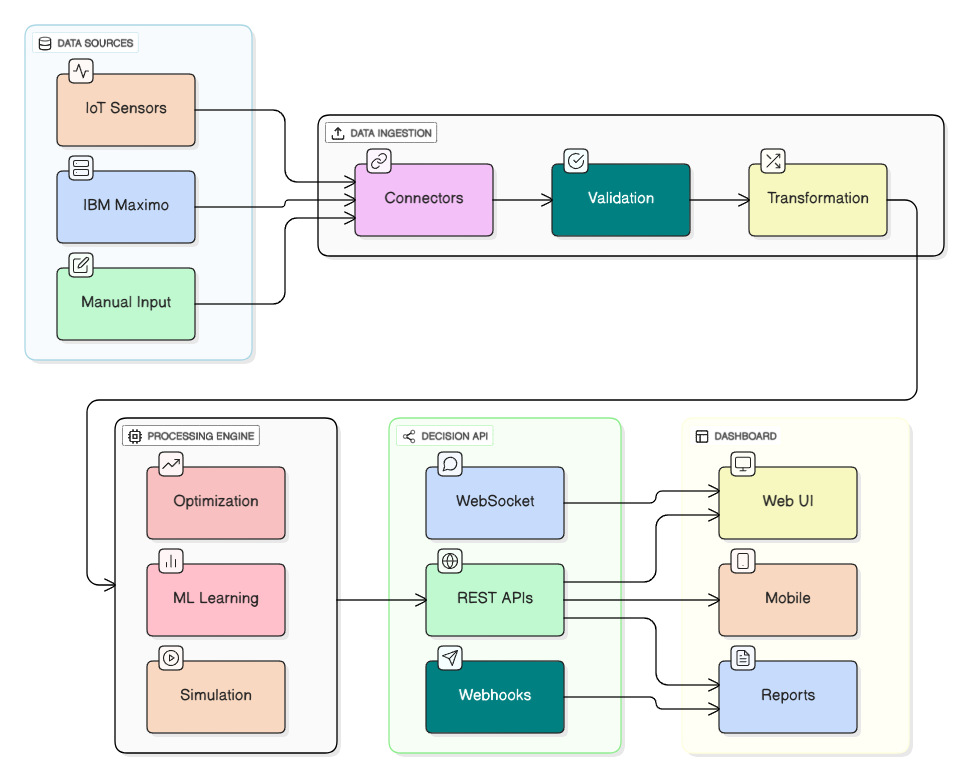 DATA SOURCES
IoT Sensors
IBM Maximo
Manual Input
DATA INGESTION
Connectors
Validation
Transformation
PROCESSING ENGINE
Optimization
ML Learning
Simulation
DECISION API
WebSocket
REST APIs
Webhooks
DASHBOARD
Web UI
Mobile
Reports